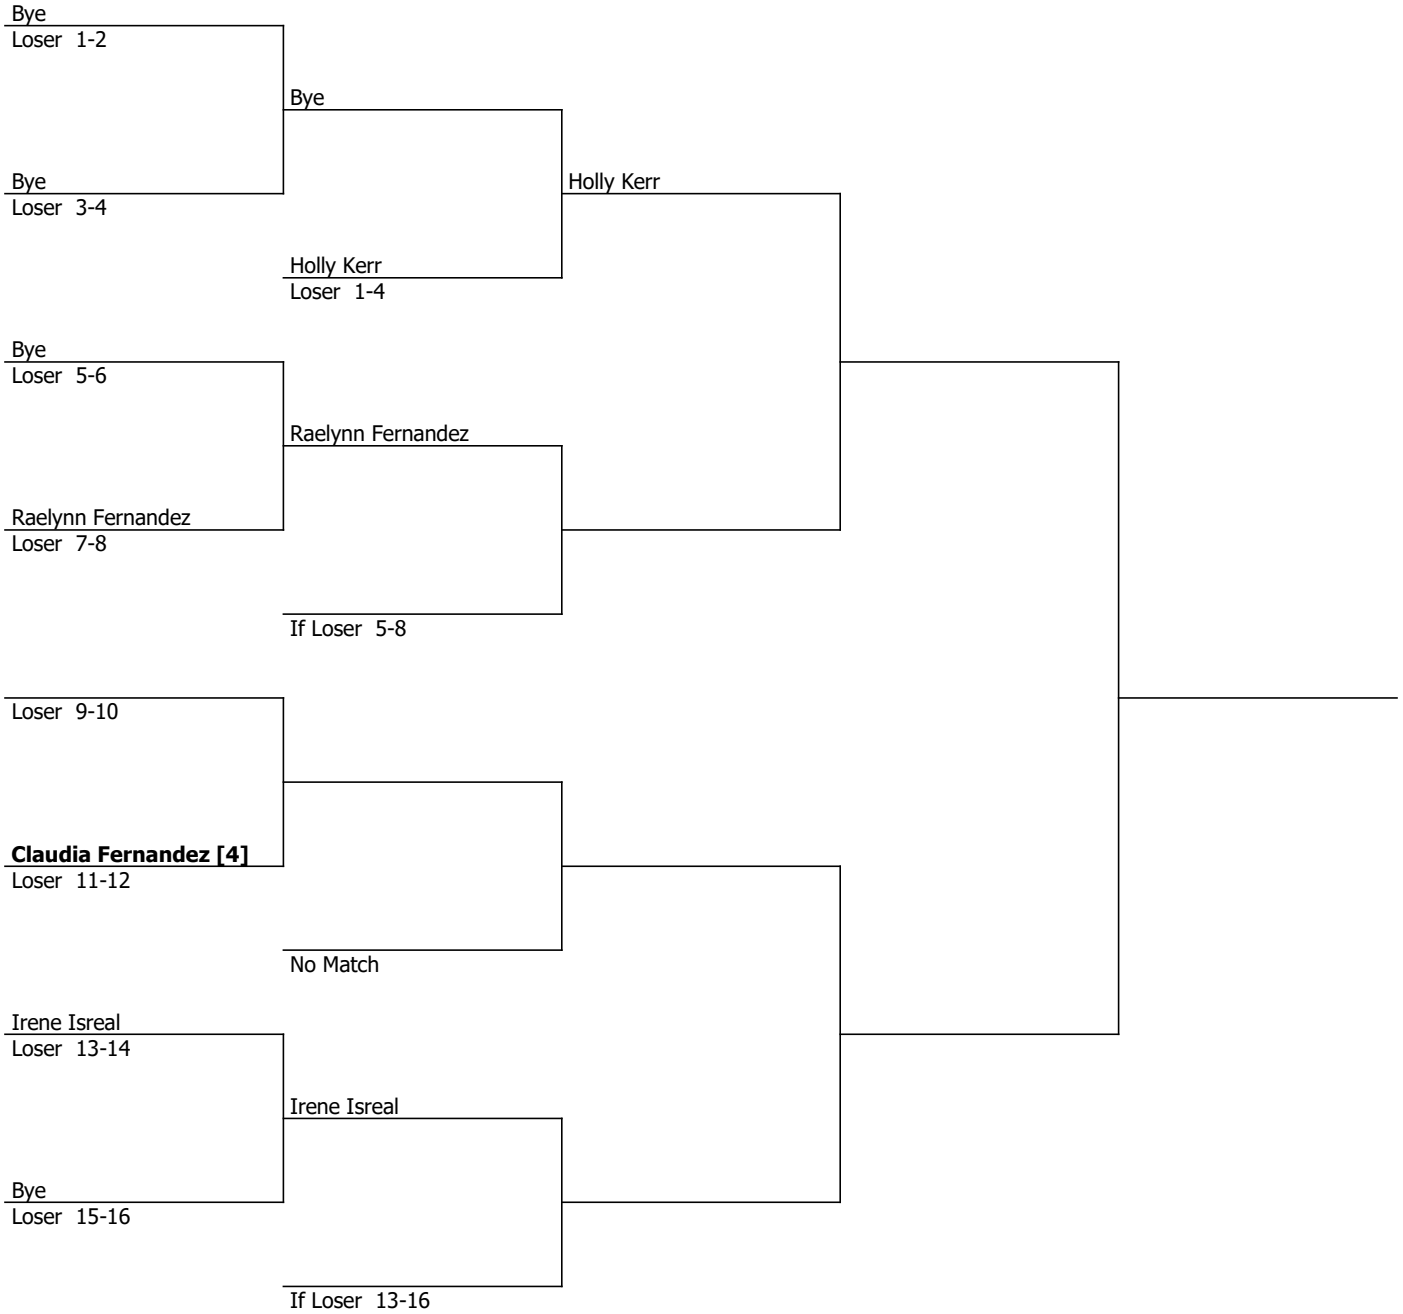 Bye
Loser 1-2
Bye
Bye
Loser 3-4
Holly Kerr
Holly Kerr
Loser 1-4
Bye
Loser 5-6
Raelynn Fernandez
Raelynn Fernandez
Loser 7-8
If Loser 5-8
Loser 9-10
Claudia Fernandez [4]
Loser 11-12
No Match
Irene Isreal
Loser 13-14
Irene Isreal
Bye
Loser 15-16
If Loser 13-16